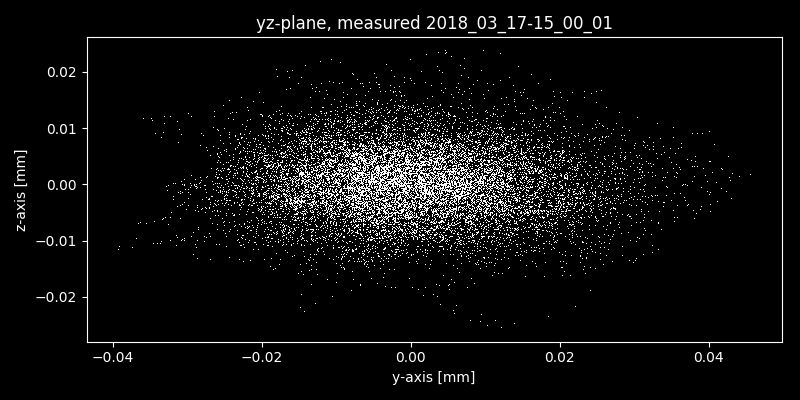 yz-plane, measured 2018_03_17-15_00_01
0.02
0.01
0.00
−0.01
−0.02
z-axis [mm]
−0.04 −0.02 0.00 0.02 0.04
y-axis [mm]